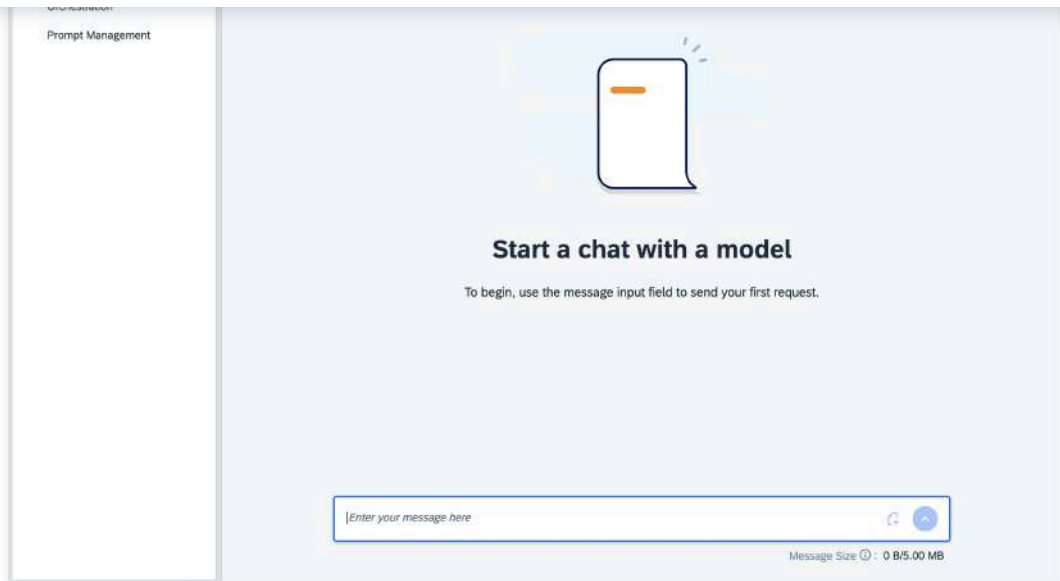 Orchestration
Prompt Management
Start a chat with a model
To begin, use the message input field to send your first request.
Enter your message here
Message Size ⓘ : 0 B/5.00 MB